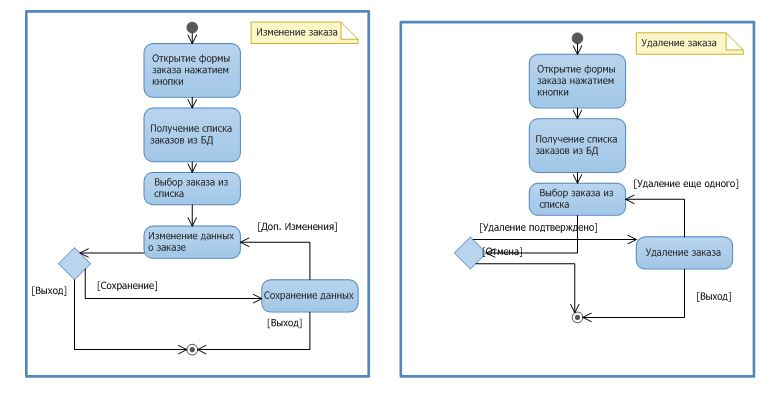 Изменение заказа
Открытие формы
заказа нажатием
кнопки
Получение списка
заказов из БД
Выбор заказа из
списка
[Доп. Изменения]
Изменение данных
о заказе
[Выход]
[Сохранение]
Сохранение данных
[Выход]
Удаление заказа
Открытие формы
заказа нажатием
кнопки
Получение списка
заказов из БД
[Удаление еще одного]
Выбор заказа из
списка
[Удаление подтверждено]
[Отмена]
Удаление заказа
[Выход]